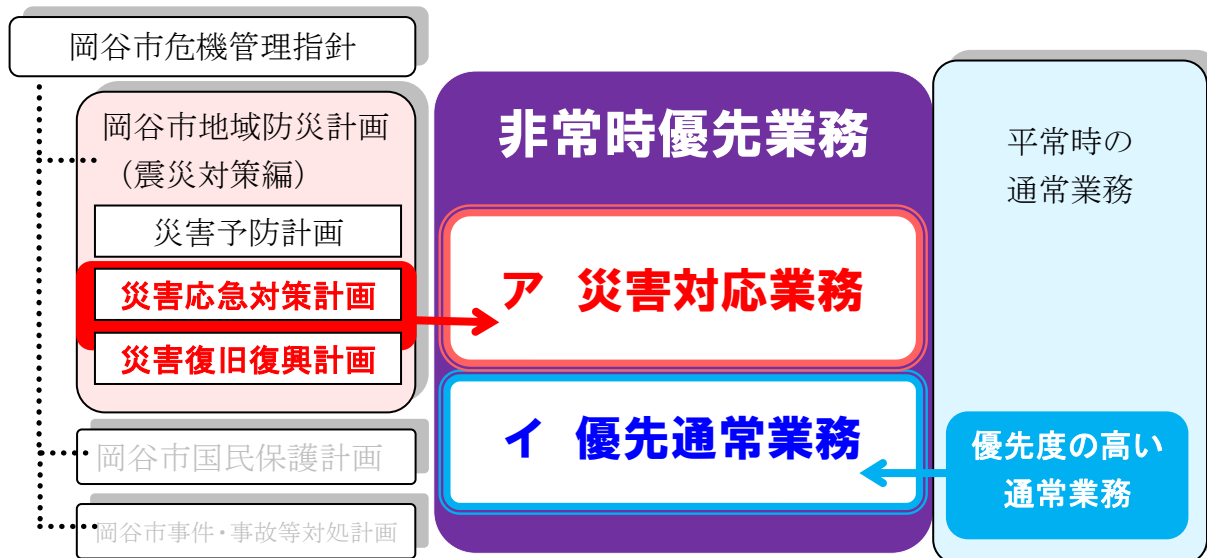 岡谷市危機管理指針
岡谷市地域防災計画
（震災対策編）
災害予防計画
災害応急対策計画
災害復旧復興計画
岡谷市国民保護計画
岡谷市事件・事故等対処計画
非常時優先業務
ア 災害対応業務
イ 優先通常業務
平常時の
通常業務
優先度の高い
通常業務